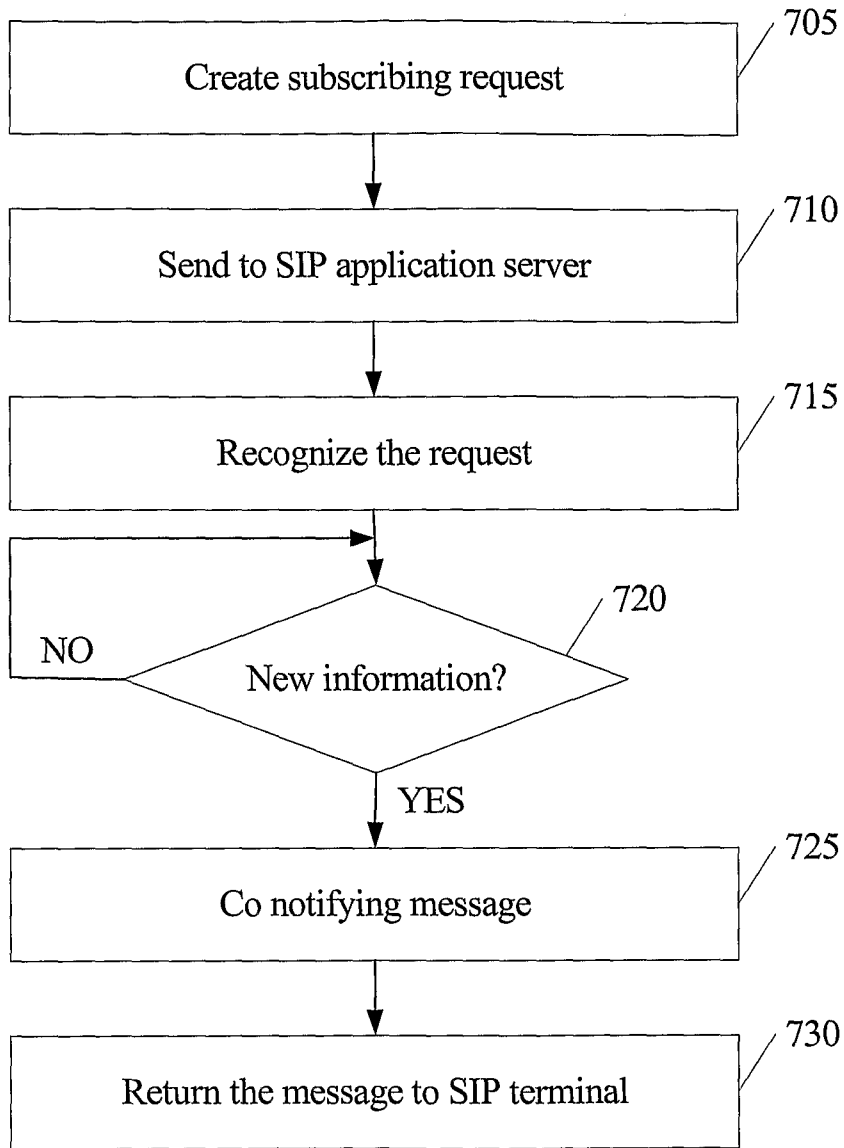 705
Create subscribing request
710
Send to SIP application server
715
Recognize the request
720
NO
New information?
YES
725
Co notifying message
730
Return the message to SIP terminal